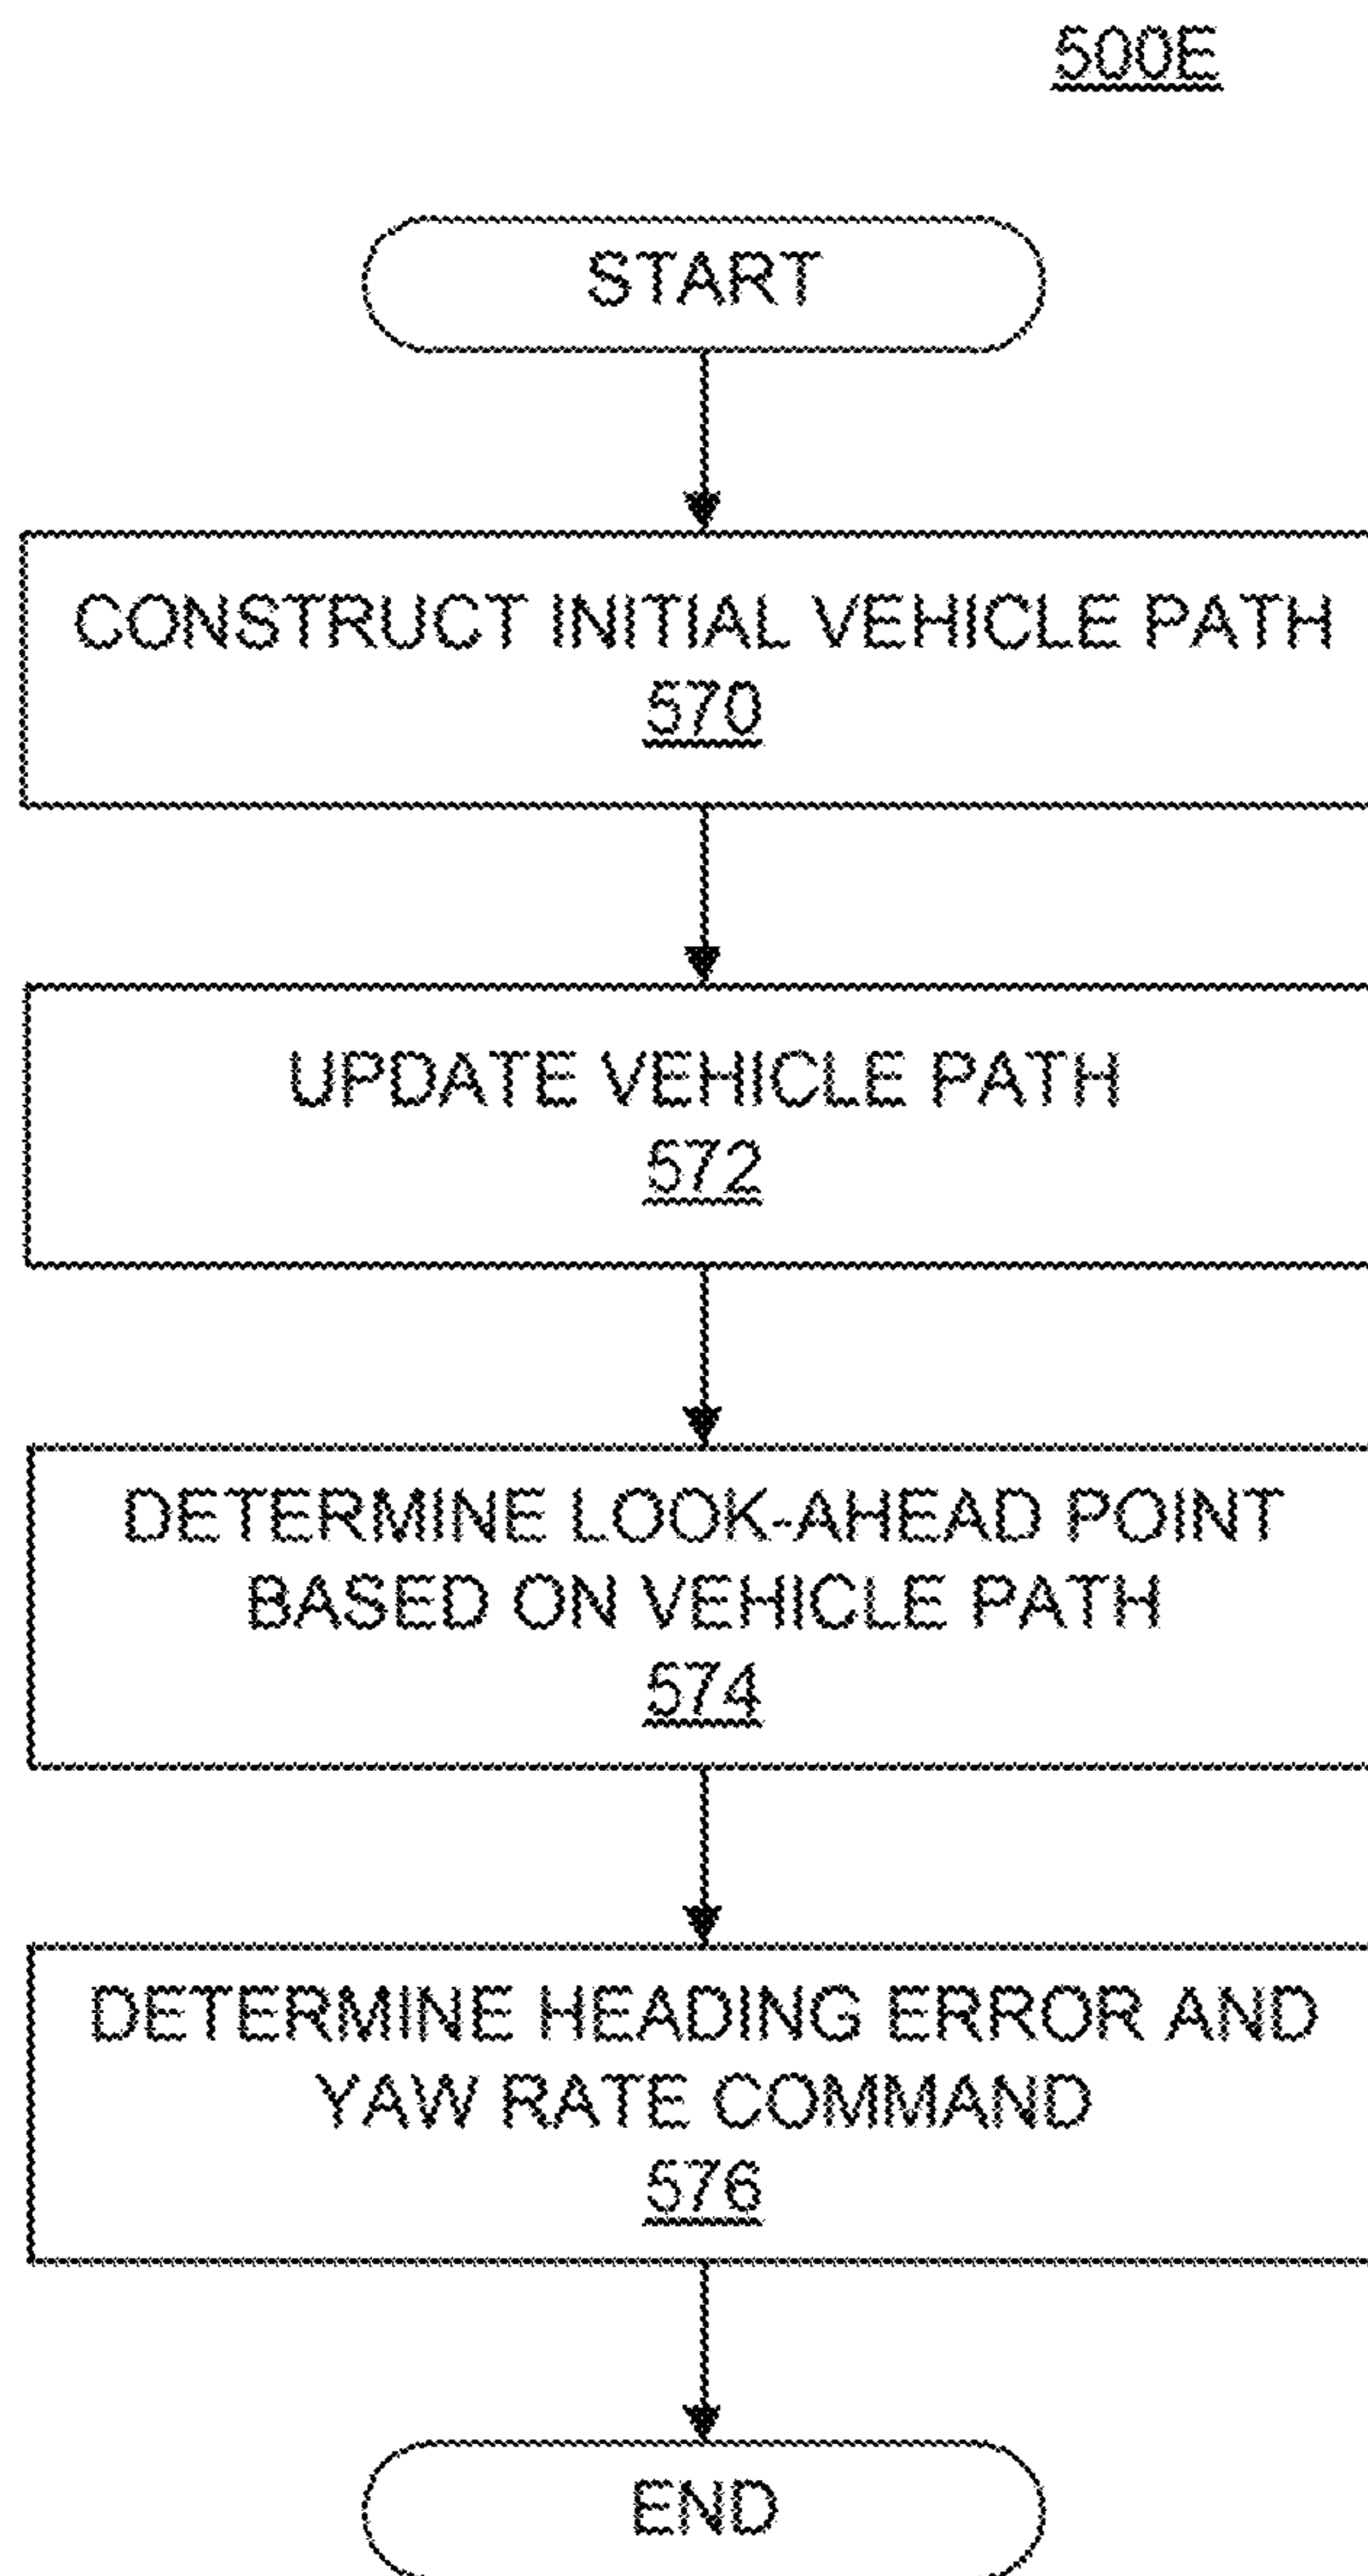 500E
START
CONSTRUCT INITIAL VEHICLE PATH
570
UPDATE VEHICLE PATH
572
DETERMINE LOOK-AHEAD POINT
BASED ON VEHICLE PATH
574
DETERMINE HEADING ERROR AND
YAW RATE COMMAND
576
END